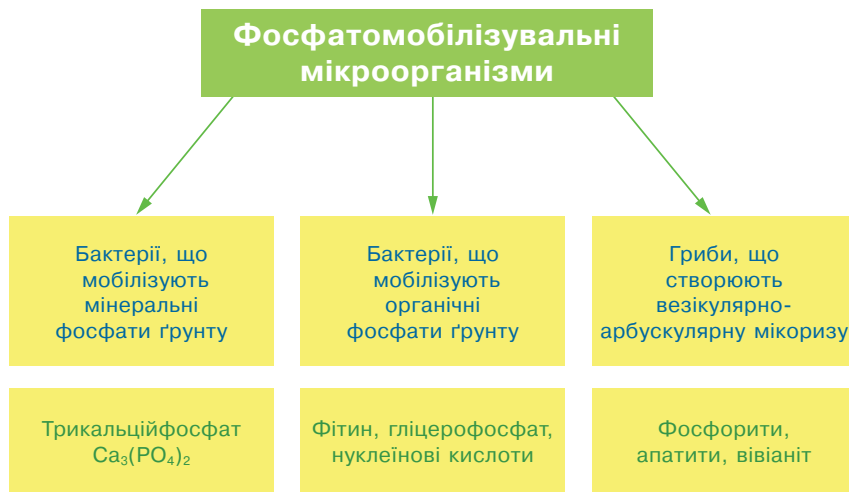 Фосфатомобілізувальні
мікроорганізми
Бактерії, що
мобілізують
мінеральні
фосфати ґрунту
Бактерії, що
мобілізують
органічні
фосфати ґрунту
Гриби, що
створюють
везікулярно-
арбускулярну мікоризу
Трикальційфосфат
Ca₃(PO₄)₂
Фітин, гліцерофосфат,
нуклеїнові кислоти
Фосфорити,
апатити, вівіаніт